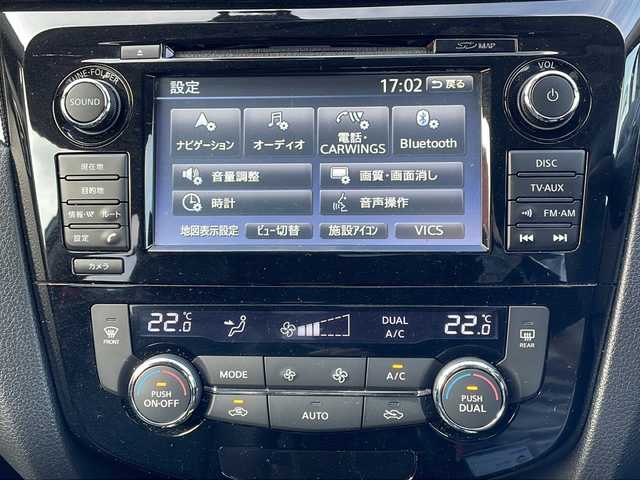 SD MAP
TUNE·FOLDER
SOUND
VOL
設定
17:02
戻る
ナビゲーション
オーディオ
電話・
CARWINGS
Bluetooth
音量調整
画質・画面消し
時計
音声操作
地図表示設定
ビュー切替
施設アイコン
VICS
現在地
目的地
情報・VV
ルート
設定
カメラ
DISC
TV-AUX
FM-AM
FRONT
22.0
℃
DUAL
A/C
22.0
℃
REAR
PUSH
ON-OFF
MODE
A/C
AUTO
PUSH
DUAL